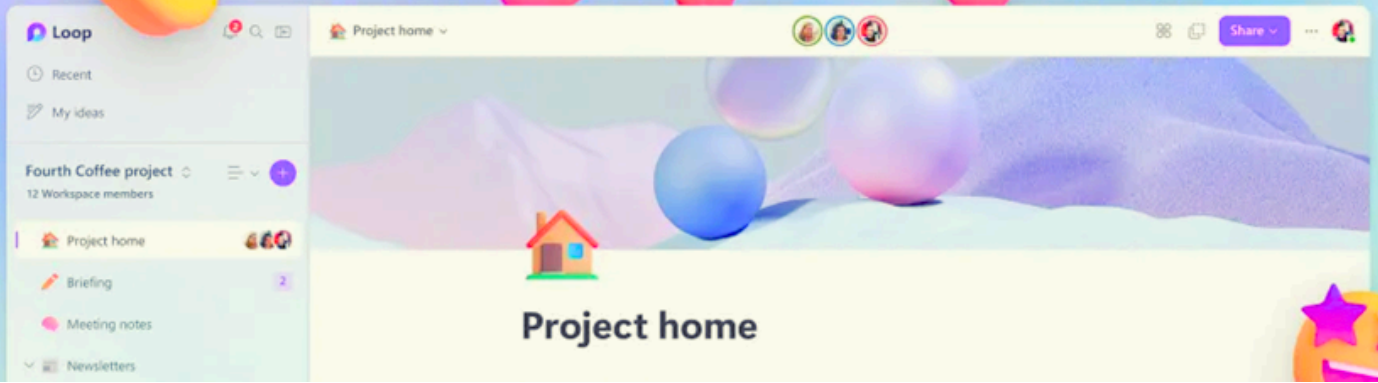 Loop
2
Project home
Share
Recent
My ideas
Fourth Coffee project
12 Workspace members
Project home
Briefing
2
Meeting notes
Newsletters
Project home